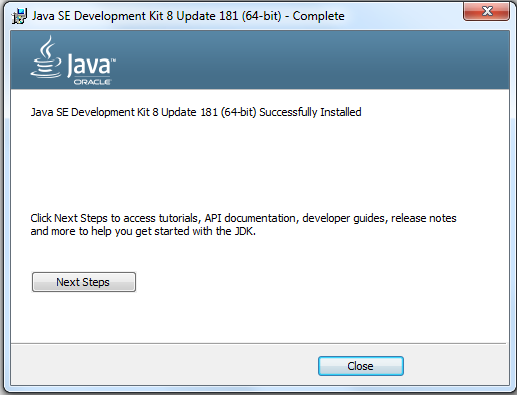 Java SE Development Kit 8 Update 181 (64-bit) - Complete
Java™
ORACLE
Java SE Development Kit 8 Update 181 (64-bit) Successfully Installed
Click Next Steps to access tutorials, API documentation, developer guides, release notes
and more to help you get started with the JDK.
Next Steps
Close